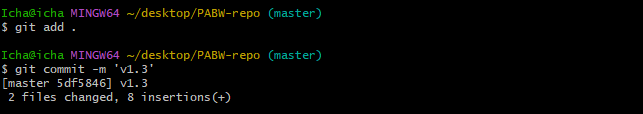 Icha@icha MINGW64 ~/desktop/PABW-repo (master)
$ git add .
Icha@icha MINGW64 ~/desktop/PABW-repo (master)
$ git commit -m 'v1.3'
[master 5df5846] v1.3
 2 files changed, 8 insertions(+)